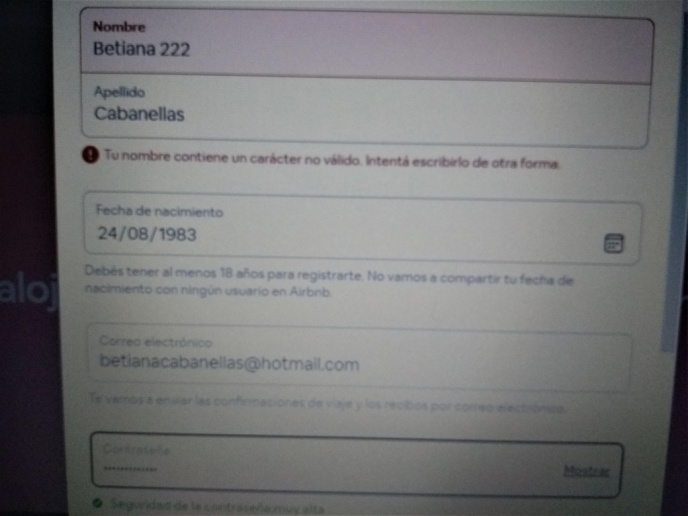 Nombre
Betiana 222
Apellido
Cabanellas
Tu nombre contiene un carácter no válido. Intentá escribirlo de otra forma.
Fecha de nacimiento
24/08/1983
Debés tener al menos 18 años para registrarte. No vamos a compartir tu fecha de
nacimiento con ningún usuario en Airbnb.
aloj
Correo electrónico
betianacabanellas@hotmail.com
Te vamos a enviar las confirmaciones de viaje y los recibos por correo electrónico.
Contraseña
••••••••••••
Mostrar
Seguridad de la contraseña: muy alta